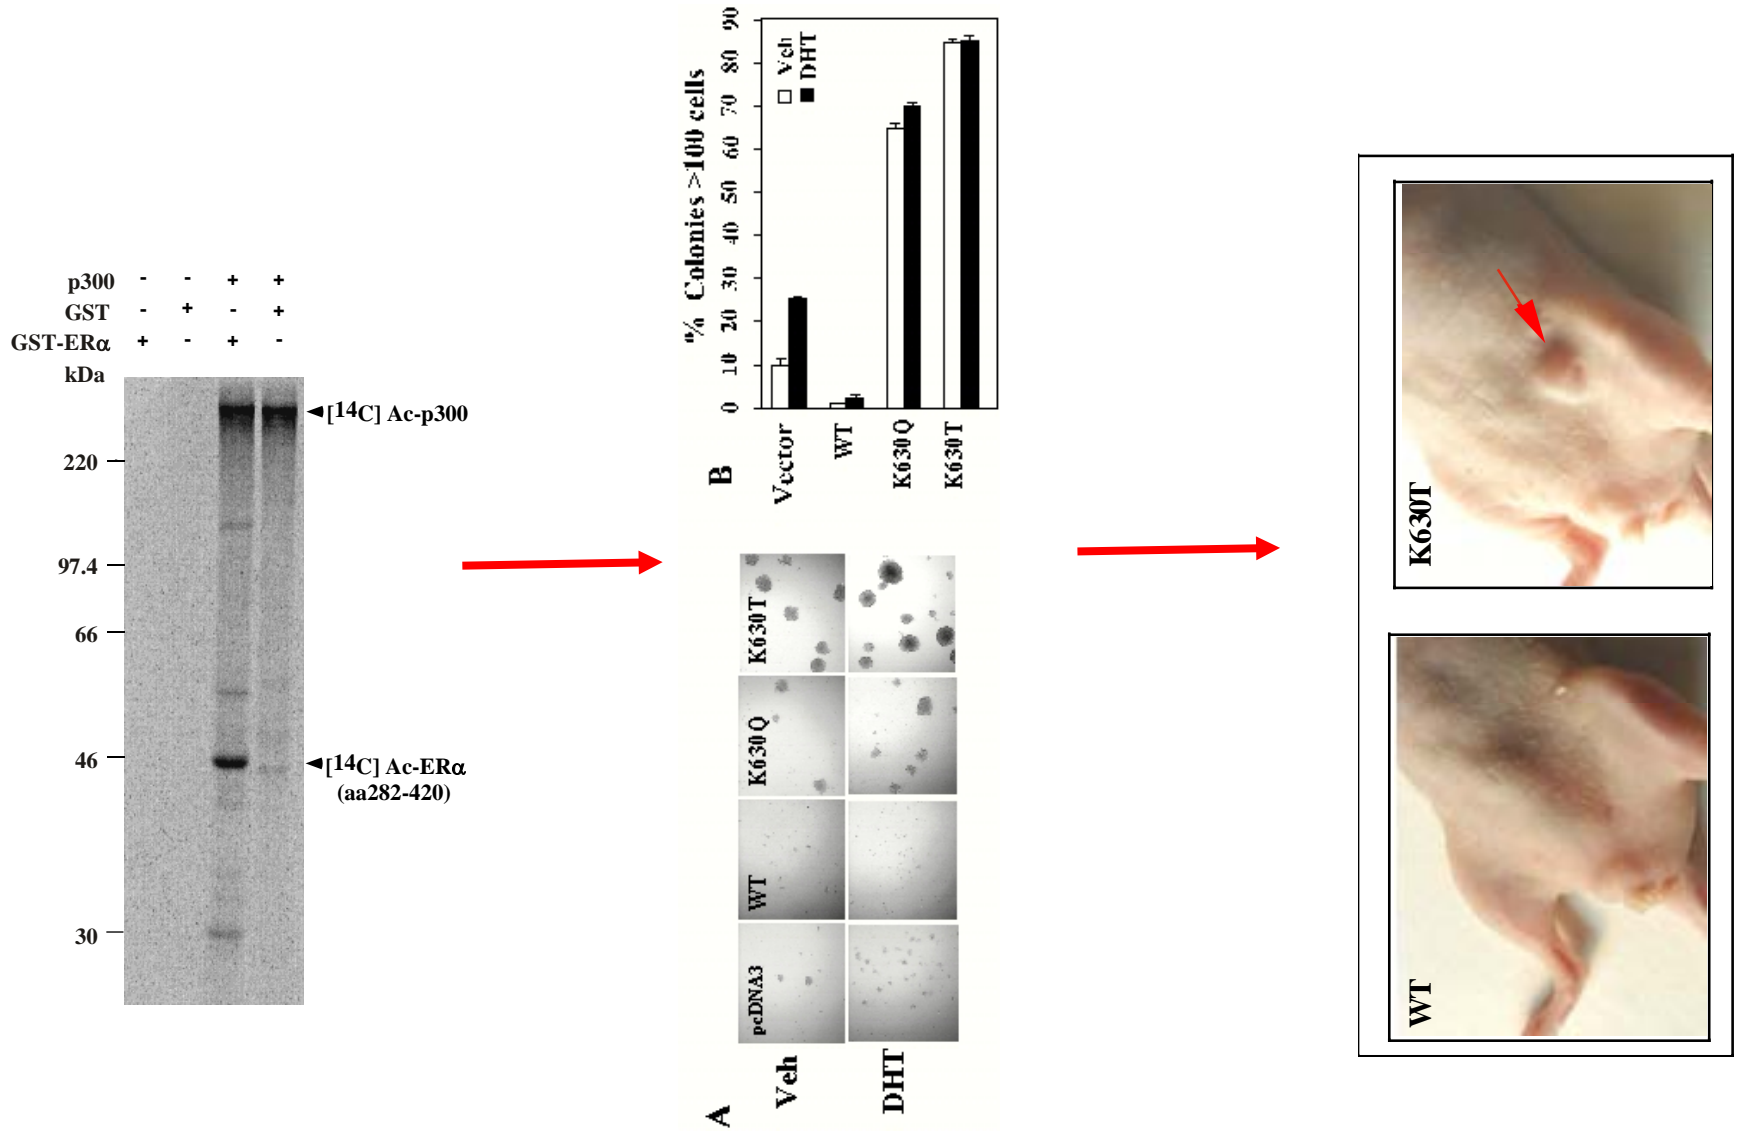 p300 - - + +
GST - + - +
GST-ERα + - + -
kDa
[14C] Ac-p300
220
97.4
66
46
[14C] Ac-ERα
(aa282-420)
30
A
Veh
DHT
pcDNA3
WT
K630Q
K630T
B
% Colonies >100 cells
0 10 20 30 40 50 60 70 80 90
Veh
DHT
Vector
WT
K630Q
K630T
K630T
WT